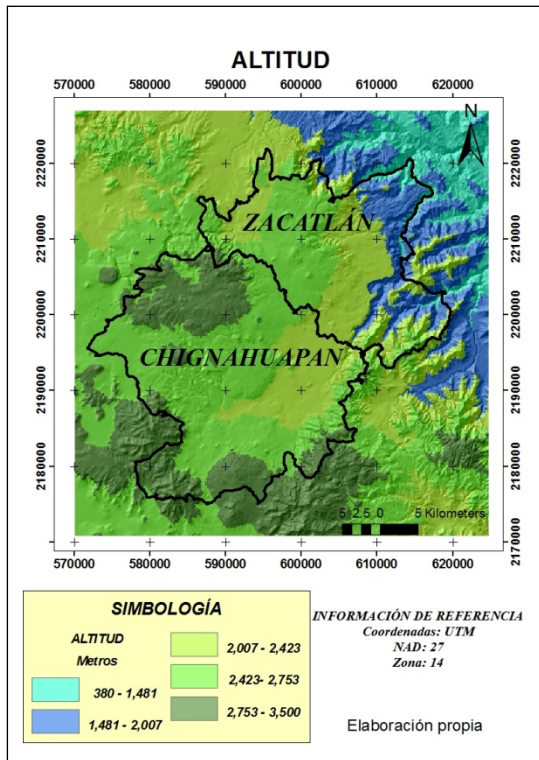 ALTITUD
570000 580000 590000 600000 610000 620000
N
2220000 2220000
ZACATLÁN
2210000 2210000
2200000 2200000
CHIGNAHUAPAN
2190000 2190000
2180000 2180000
5 2.5 0 5 Kilometers
2170000
570000 580000 590000 600000 610000 620000
SIMBOLOGÍA
ALTITUD
Metros
380 - 1,481
1,481 - 2,007
2,007 - 2,423
2,423- 2,753
2,753 - 3,500
INFORMACIÓN DE REFERENCIA
Coordenadas: UTM
NAD: 27
Zona: 14
Elaboración propia